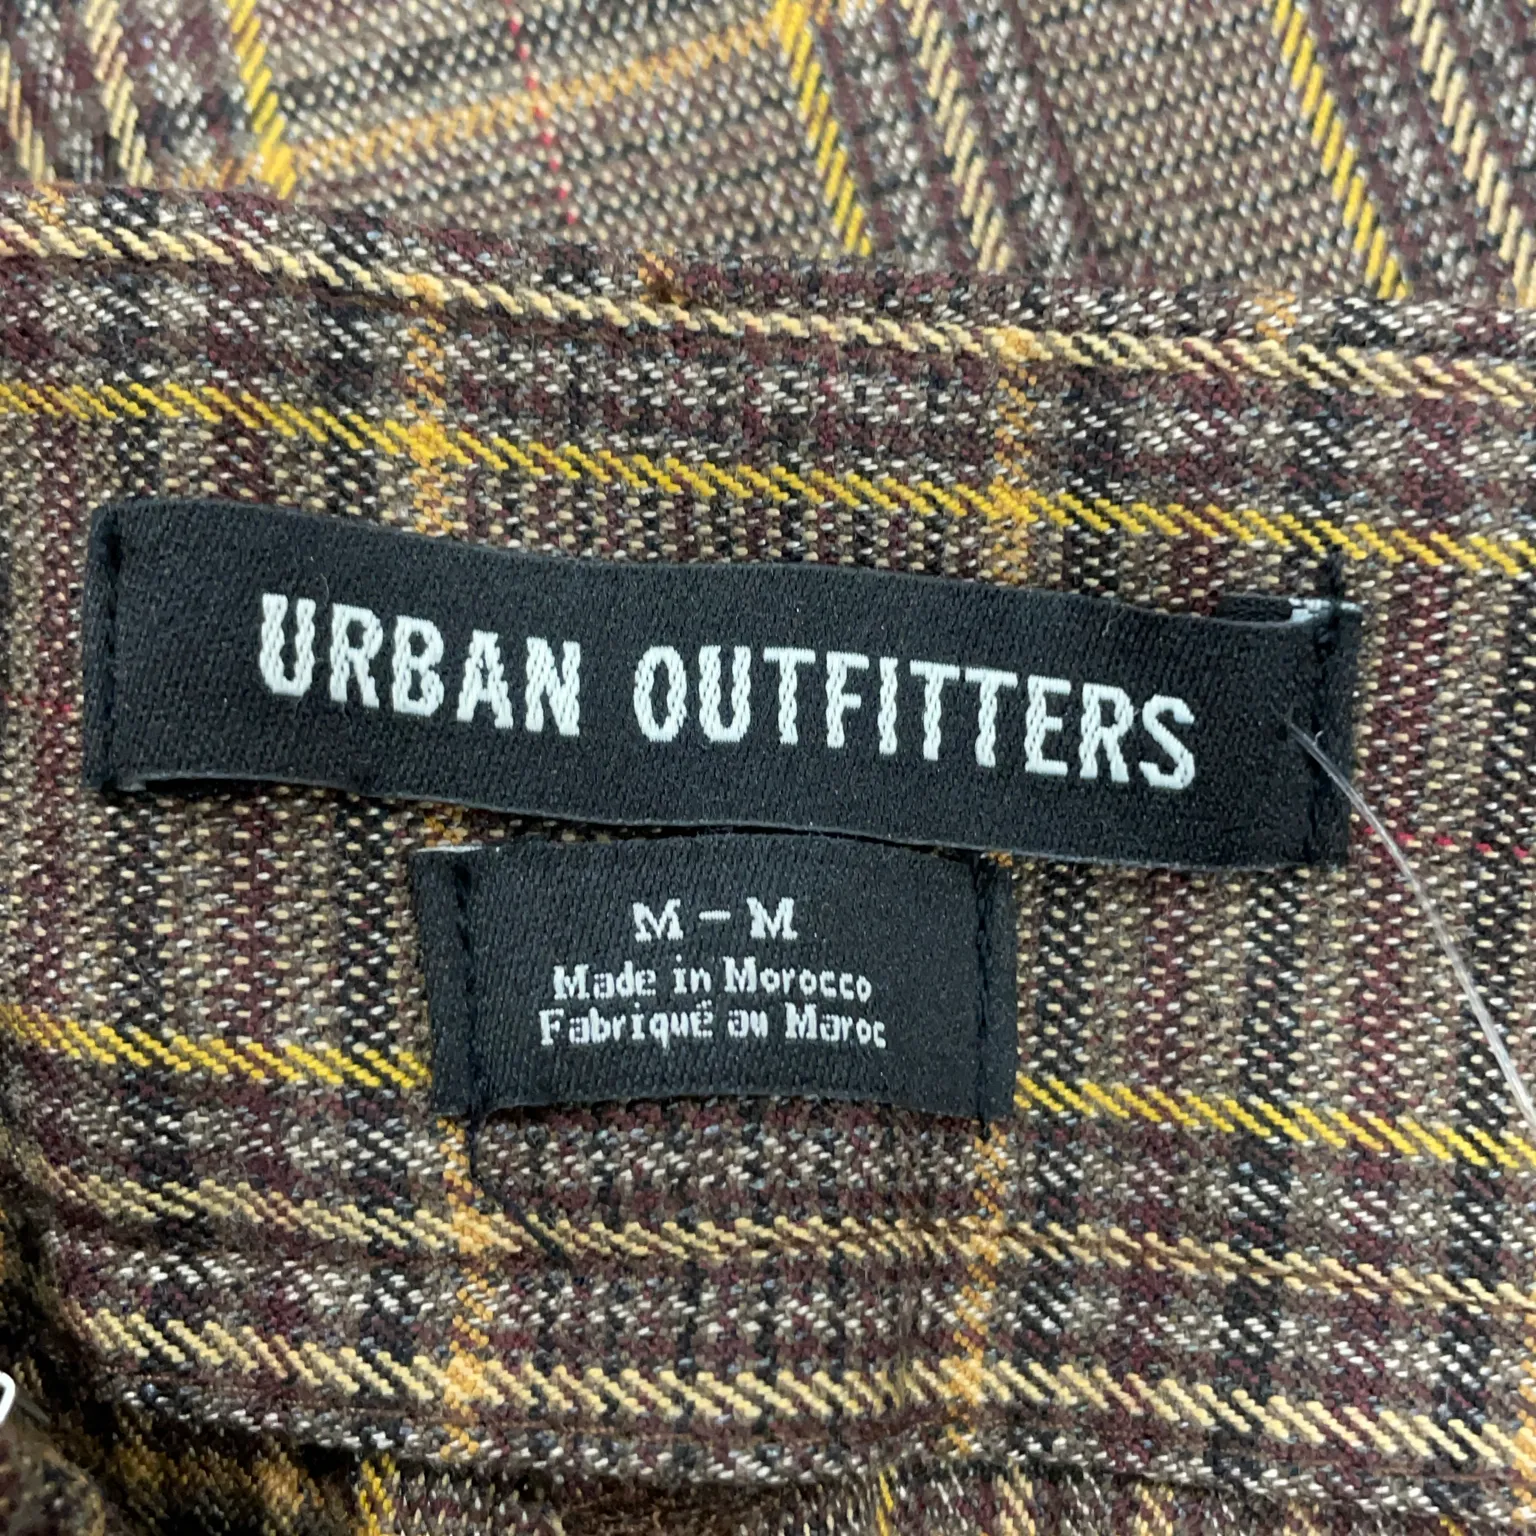 URBAN OUTFITTERS
M - M
Made in Morocco
Fabriqué au Maroc